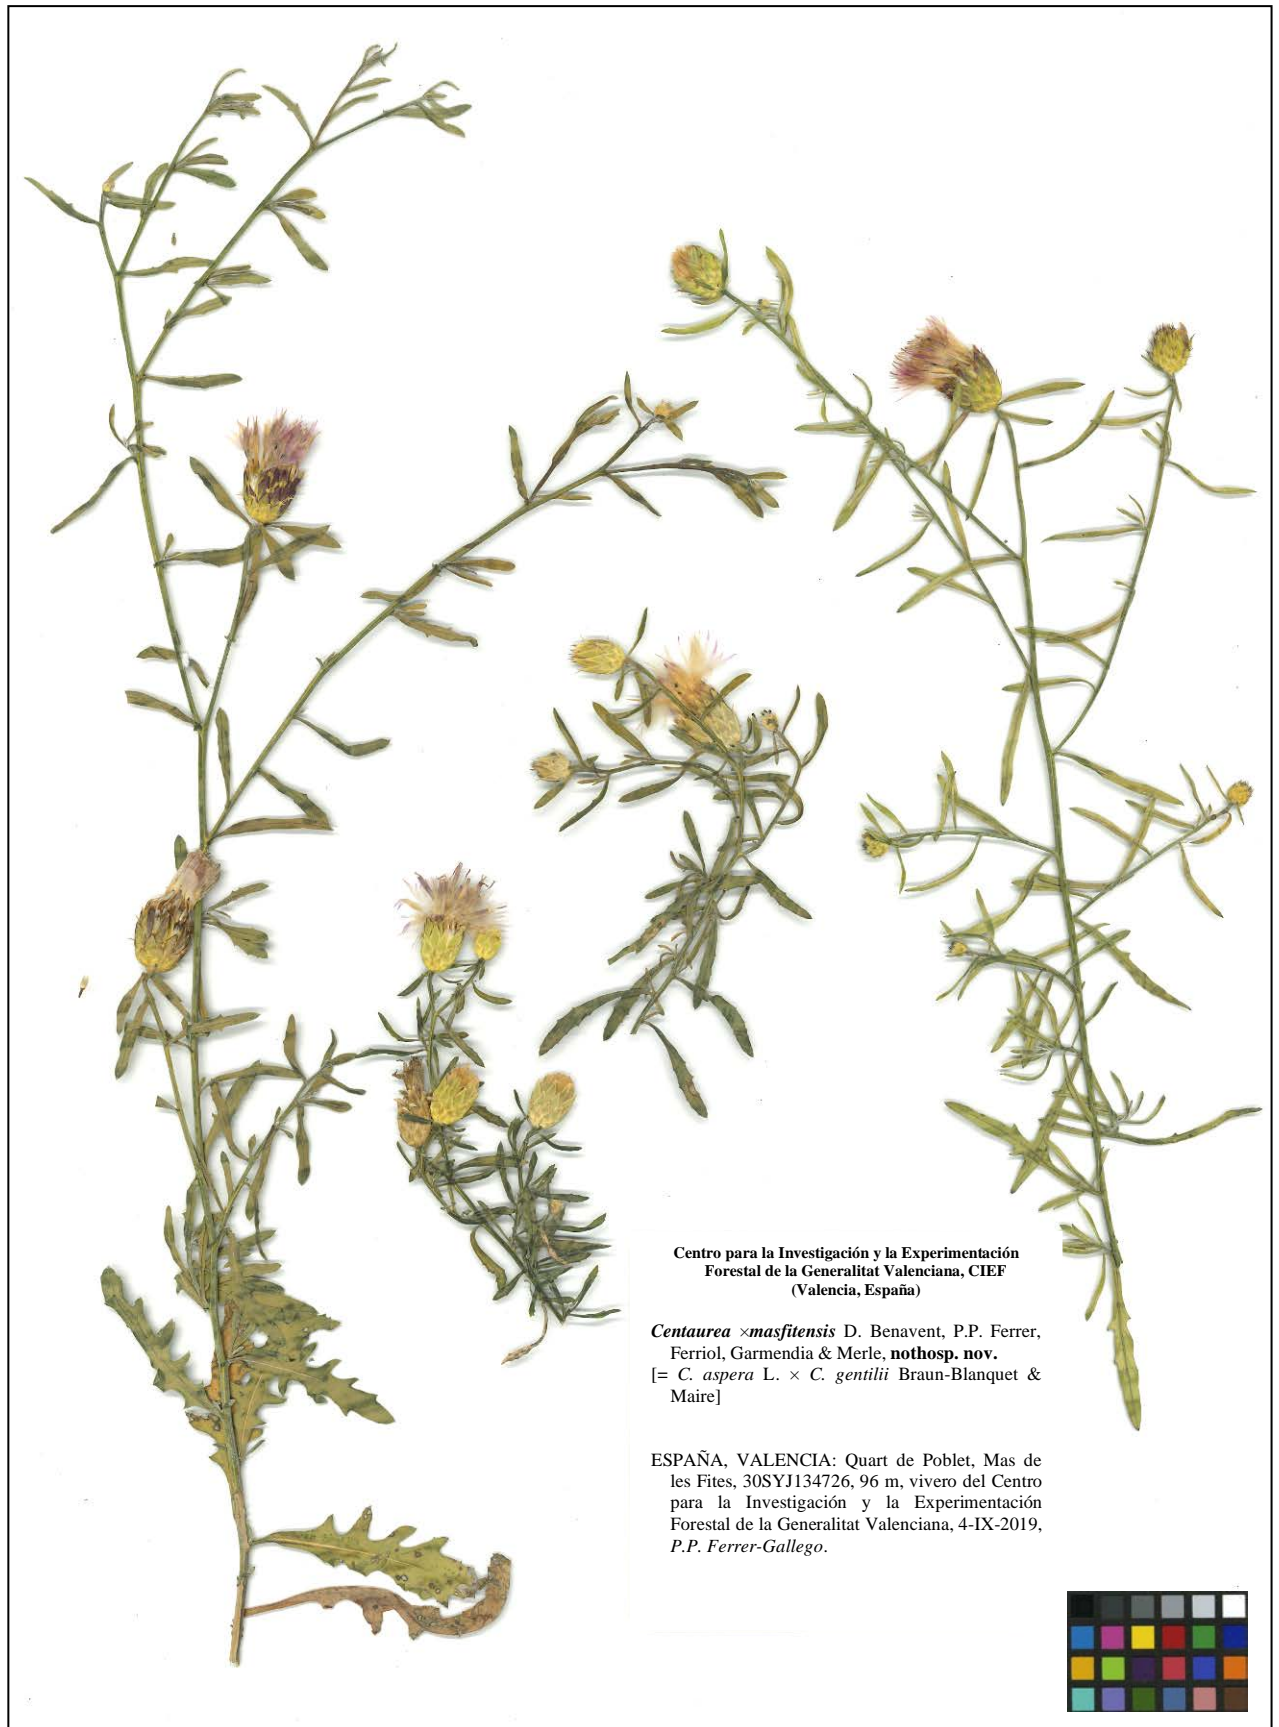 Centro para la Investigación y la Experimentación
Forestal de la Generalitat Valenciana, CIEF
(Valencia, España)
Centaurea ×masfitensis D. Benavent, P.P. Ferrer,
Ferriol, Garmendia & Merle, nothosp. nov.
[= C. aspera L. × C. gentilii Braun-Blanquet &
Maire]
ESPAÑA, VALENCIA: Quart de Poblet, Mas de
les Fites, 30SYJ134726, 96 m, vivero del Centro
para la Investigación y la Experimentación
Forestal de la Generalitat Valenciana, 4-IX-2019,
P.P. Ferrer-Gallego.